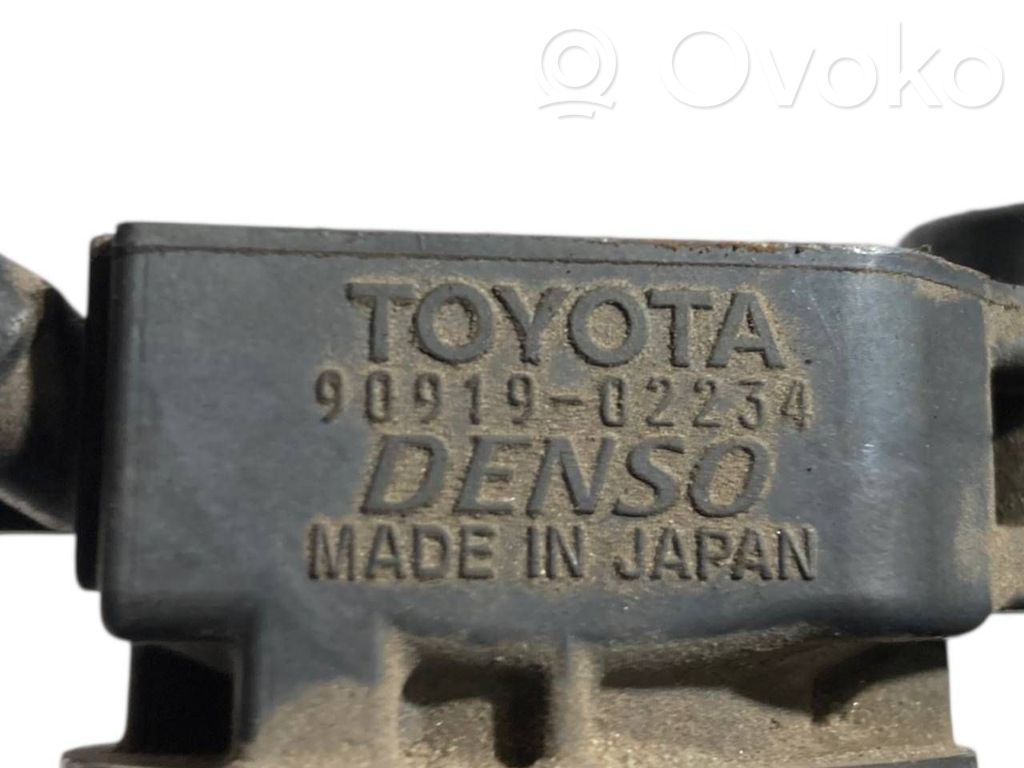 Ovoko
TOYOTA
90919-02234
DENSO
MADE IN JAPAN